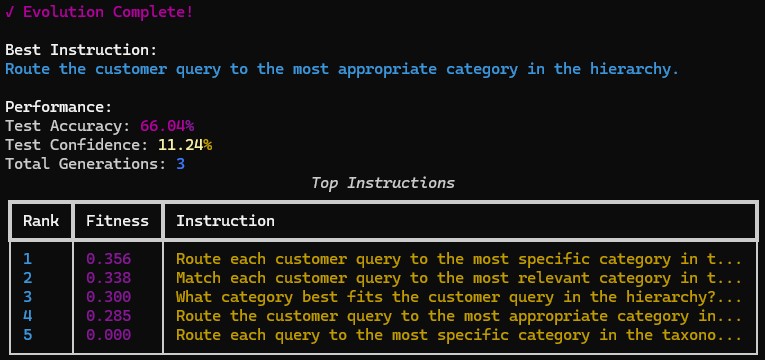 √ Evolution Complete!
Best Instruction:
Route the customer query to the most appropriate category in the hierarchy.
Performance:
Test Accuracy: 66.04%
Test Confidence: 11.24%
Total Generations: 3
Top Instructions
Rank Fitness Instruction
1 0.356 Route each customer query to the most specific category in t...
2 0.338 Match each customer query to the most relevant category in t...
3 0.300 What category best fits the customer query in the hierarchy?...
4 0.285 Route the customer query to the most appropriate category in...
5 0.000 Route each query to the most specific category in the taxono...